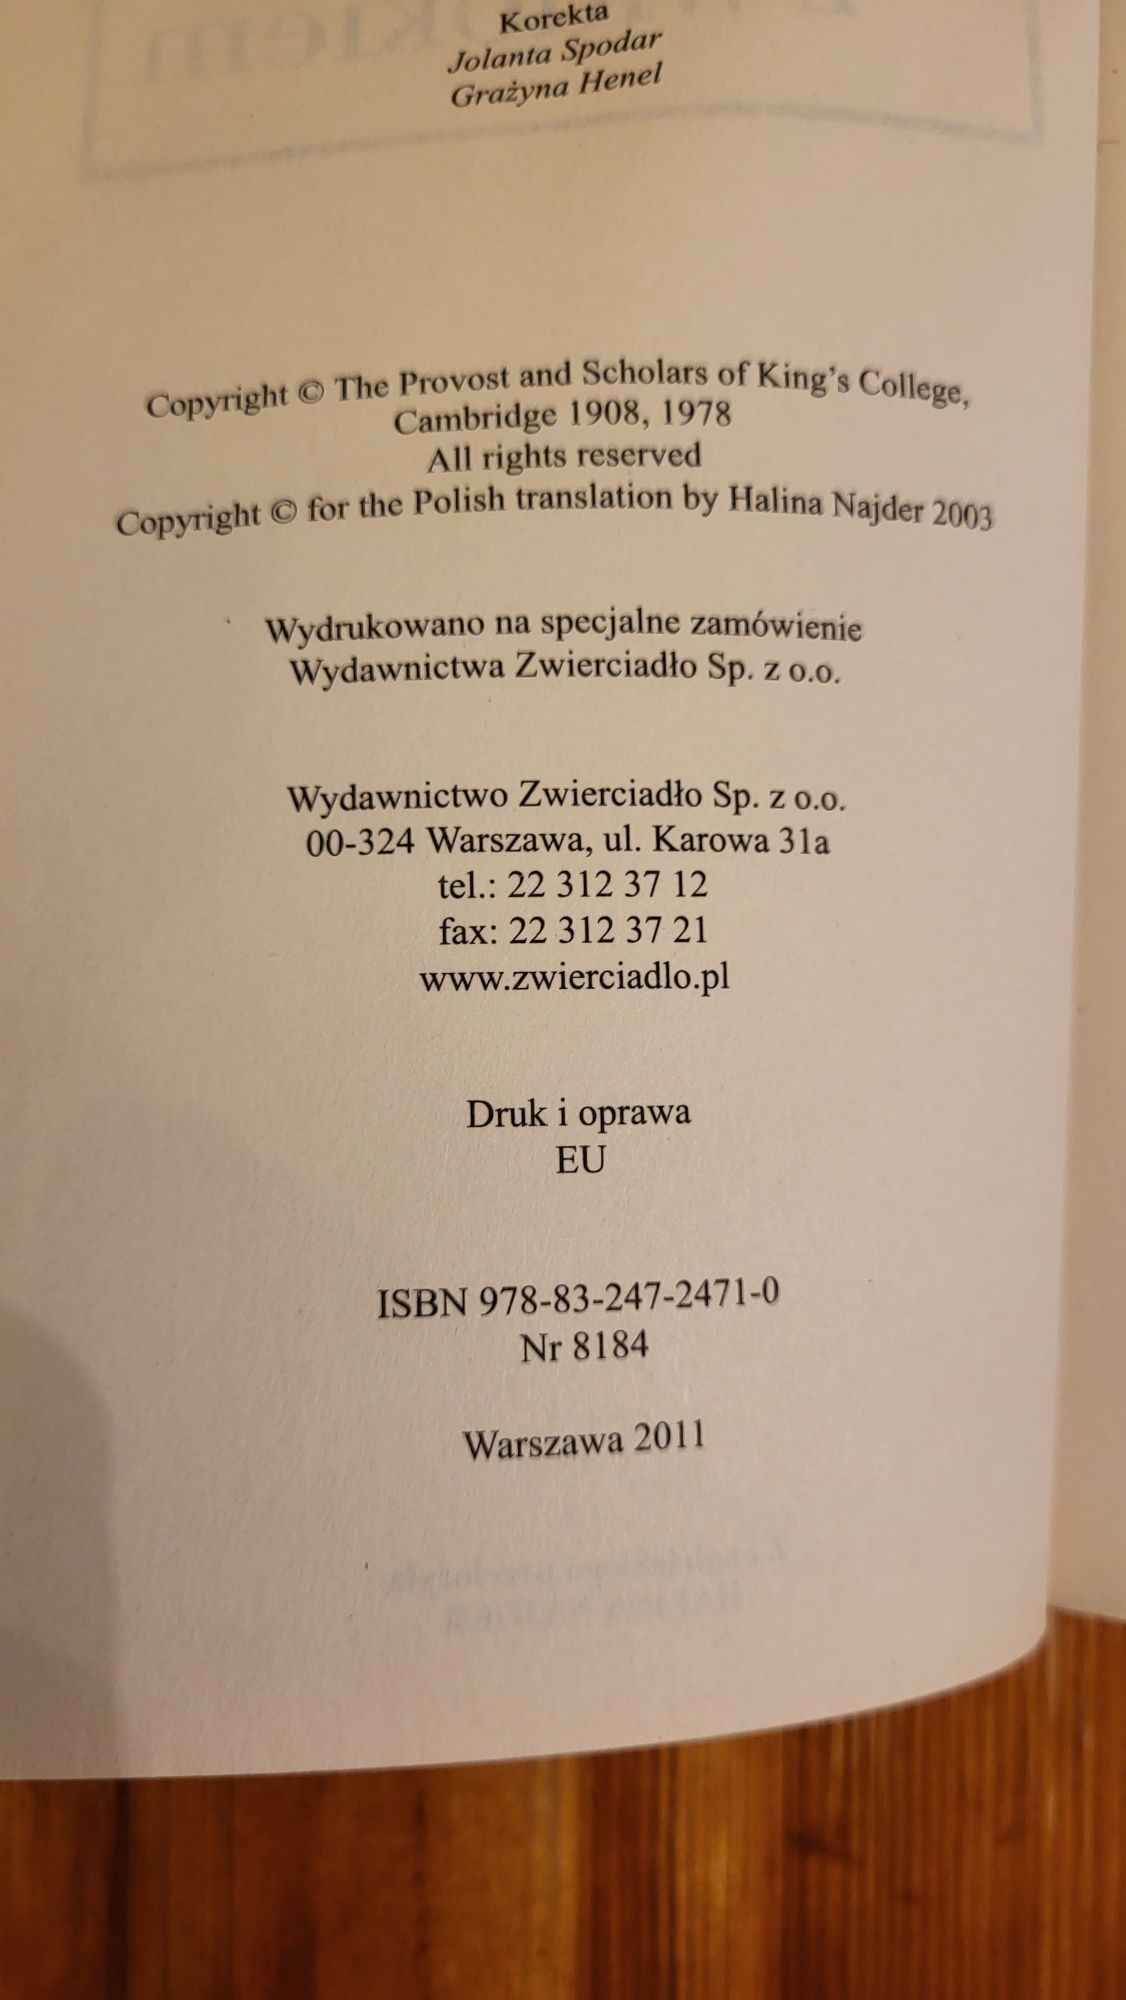 Korekta
Jolanta Spodar
Grażyna Henel
Copyright © The Provost and Scholars of King's College,
Cambridge 1908, 1978
All rights reserved
Copyright © for the Polish translation by Halina Najder 2003
Wydrukowano na specjalne zamówienie
Wydawnictwa Zwierciadło Sp. z o.o.
Wydawnictwo Zwierciadło Sp. z o.o.
00-324 Warszawa, ul. Karowa 31a
tel.: 22 312 37 12
fax: 22 312 37 21
www.zwierciadlo.pl
Druk i oprawa
EU
ISBN 978-83-247-2471-0
Nr 8184
Warszawa 2011